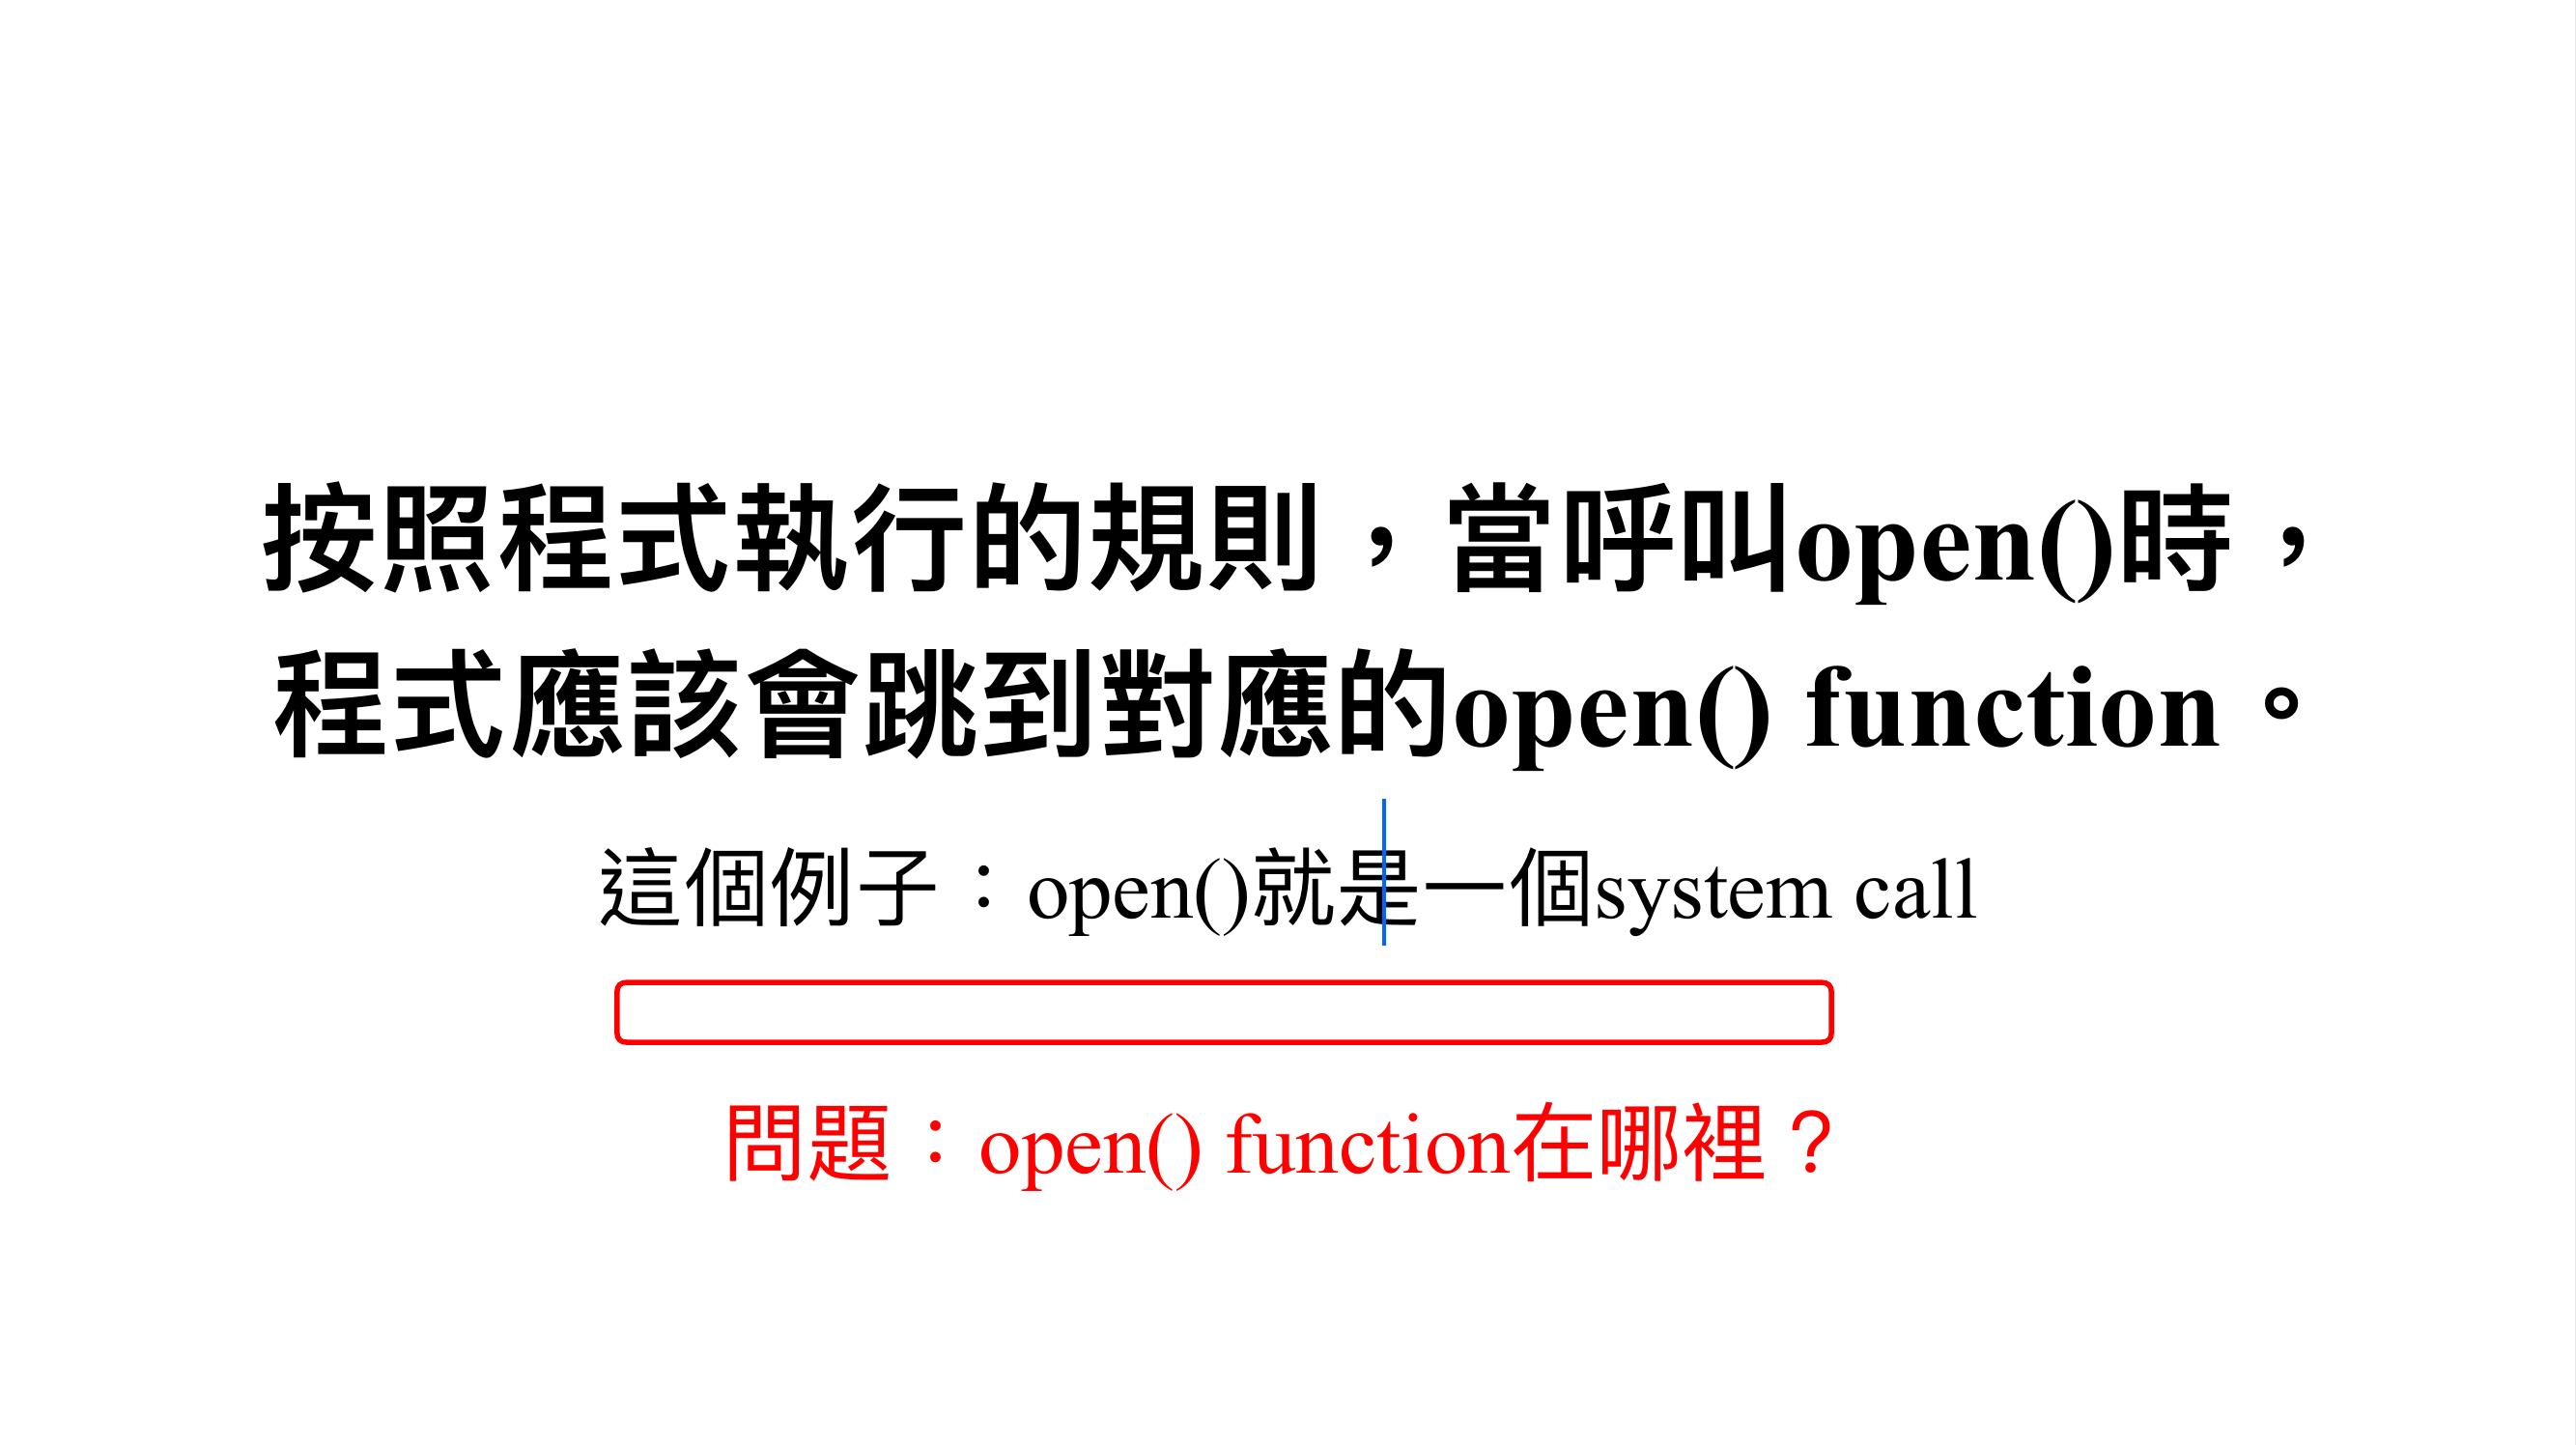 按照程式執行的規則，當呼叫open()時，
程式應該會跳到對應的open() function。
這個例子：open()就是一個system call
問題：open() function在哪裡？